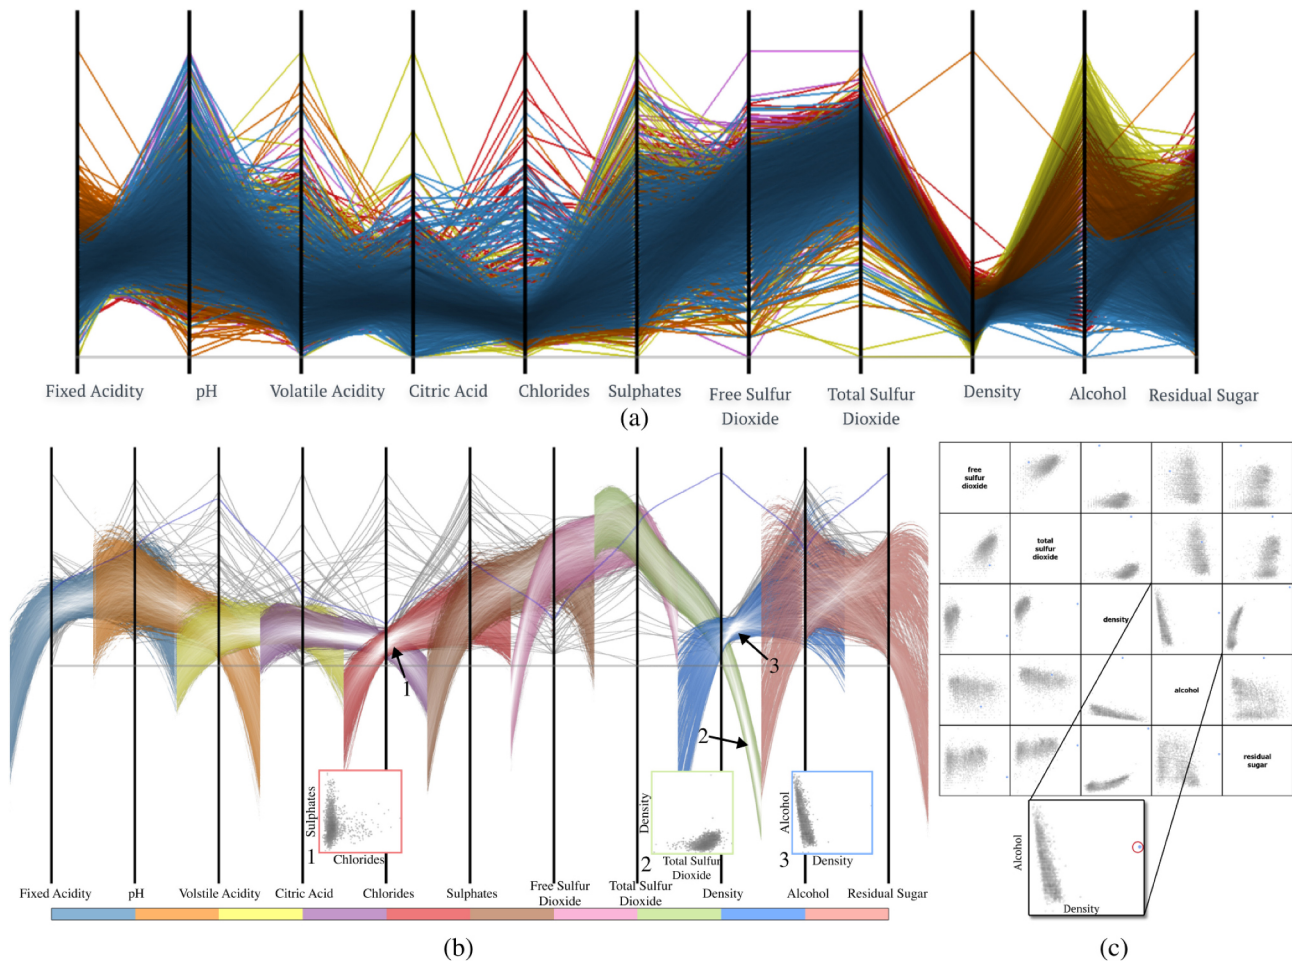 Fixed Acidity
pH
Volatile Acidity
Citric Acid
Chlorides
Sulphates
Free Sulfur
Dioxide
Total Sulfur
Dioxide
Density
Alcohol
Residual Sugar
(a)
1
2
3
Sulphates
1
Chlorides
Density
2
Total Sulfur
Dioxide
Alcohol
3
Density
Fixed Acidity
pH
Volstile Acidity
Citric Acid
Chlorides
Sulphates
Free Sulfur
Dioxide
Total Sulfur
Dioxide
Density
Alcohol
Residual Sugar
(b)
free
sulfur
dioxide
total
sulfur
dioxide
density
alcohol
residual
sugar
Alcohol
Density
(c)